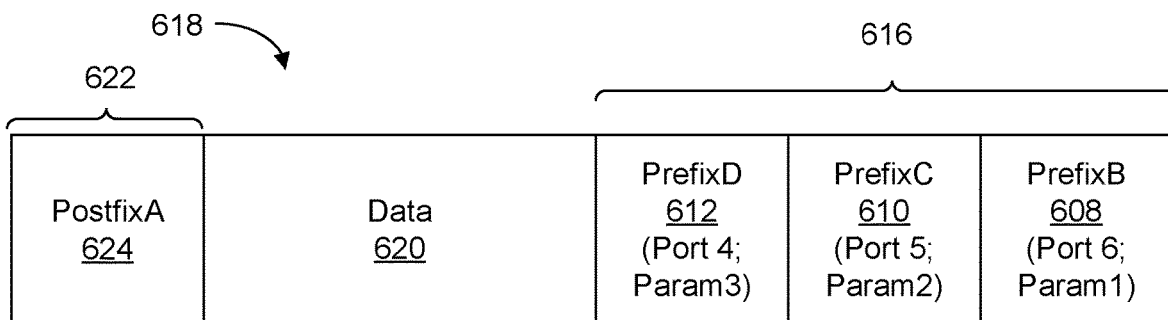 618
616
622
PostfixA
624
Data
620
PrefixD
612
(Port 4;
Param3)
PrefixC
610
(Port 5;
Param2)
PrefixB
608
(Port 6;
Param1)